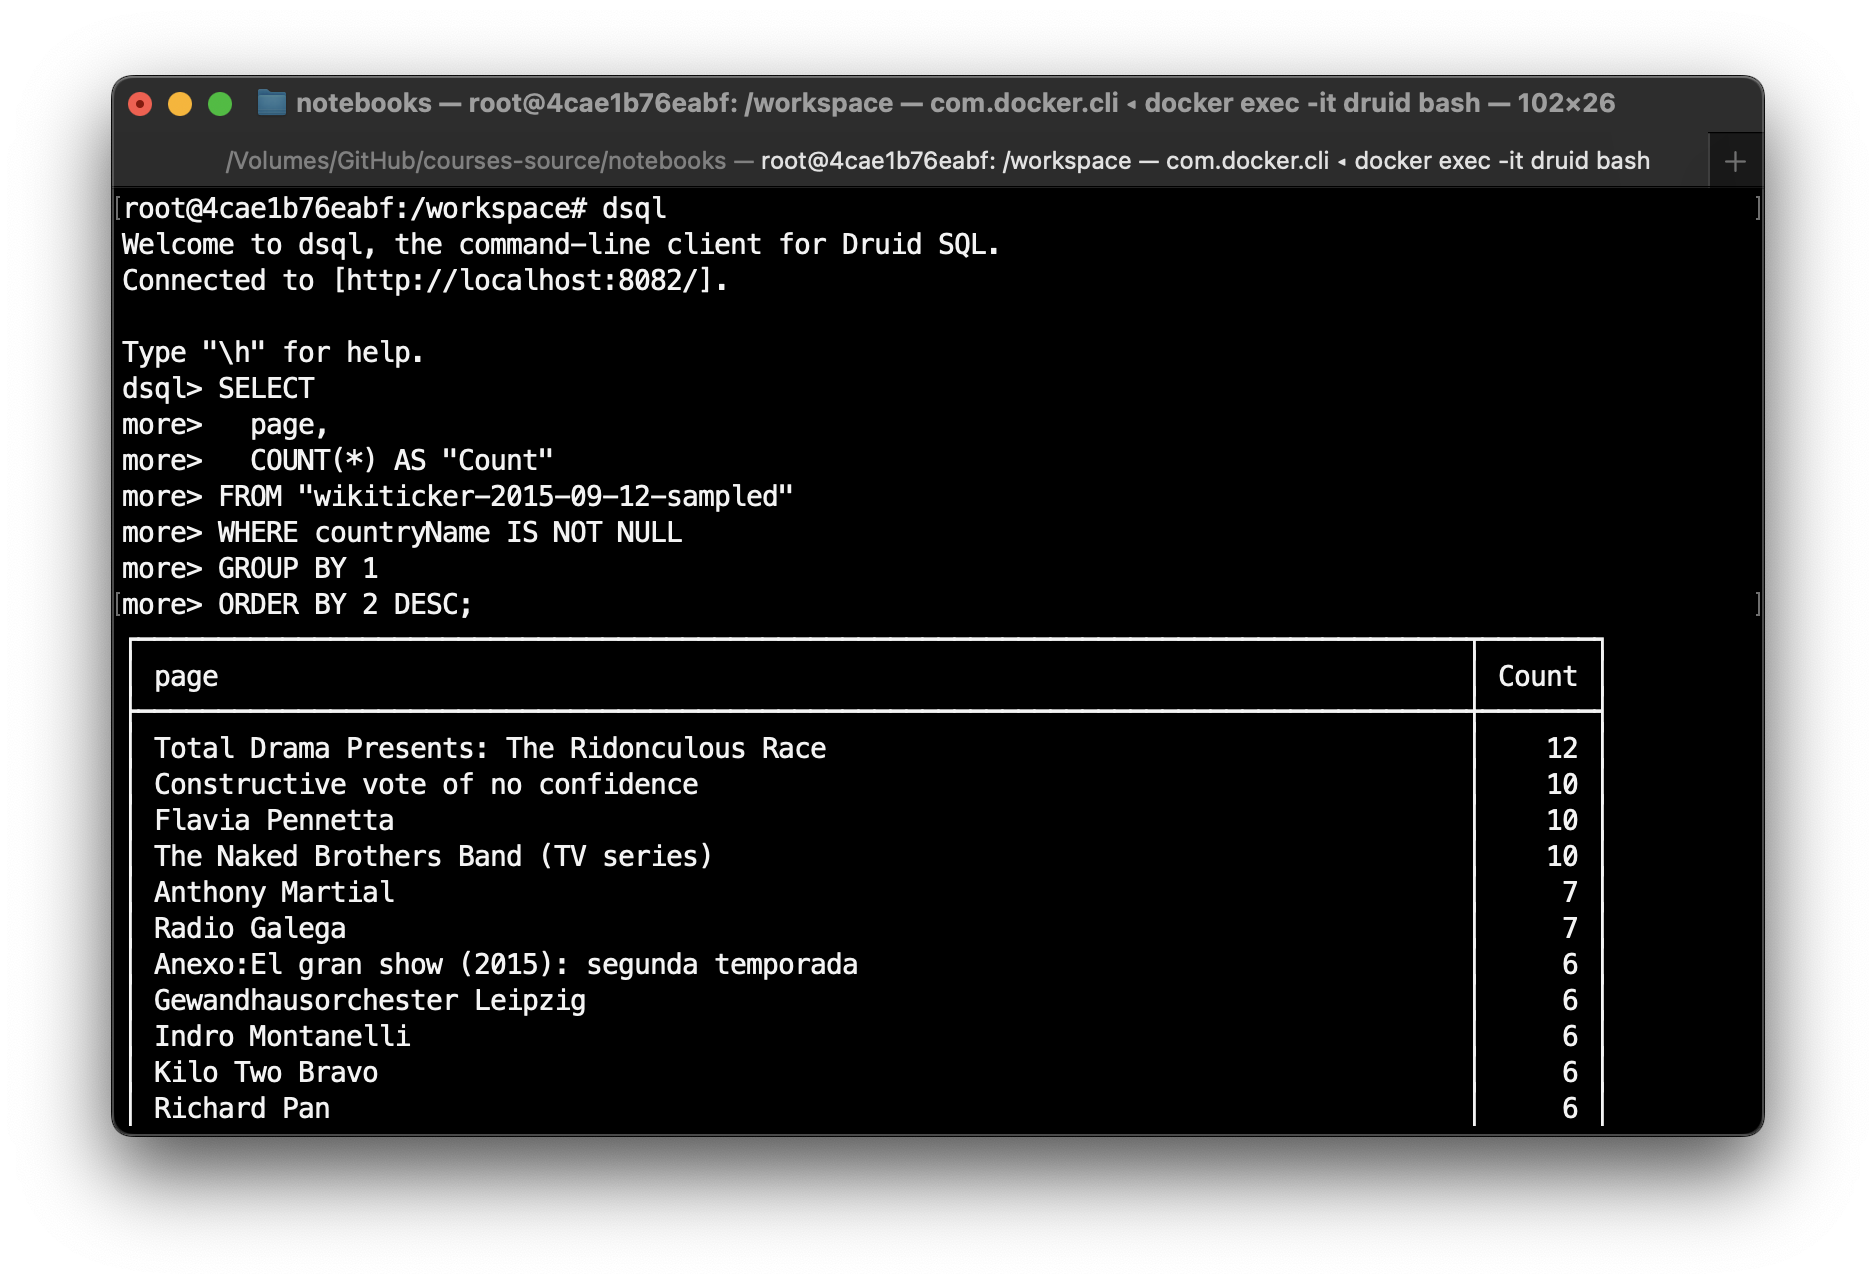 notebooks — root@4cae1b76eabf: /workspace — com.docker.cli ◂ docker exec -it druid bash — 102×26
/Volumes/GitHub/courses-source/notebooks — root@4cae1b76eabf: /workspace — com.docker.cli ◂ docker exec -it druid bash +
[root@4cae1b76eabf:/workspace# dsql ]
Welcome to dsql, the command-line client for Druid SQL.
Connected to [http://localhost:8082/].
Type "\h" for help.
dsql> SELECT
more>   page,
more>   COUNT(*) AS "Count"
more> FROM "wikiticker-2015-09-12-sampled"
more> WHERE countryName IS NOT NULL
more> GROUP BY 1
[more> ORDER BY 2 DESC; ]
page Count
Total Drama Presents: The Ridonculous Race 12
Constructive vote of no confidence 10
Flavia Pennetta 10
The Naked Brothers Band (TV series) 10
Anthony Martial 7
Radio Galega 7
Anexo:El gran show (2015): segunda temporada 6
Gewandhausorchester Leipzig 6
Indro Montanelli 6
Kilo Two Bravo 6
Richard Pan 6